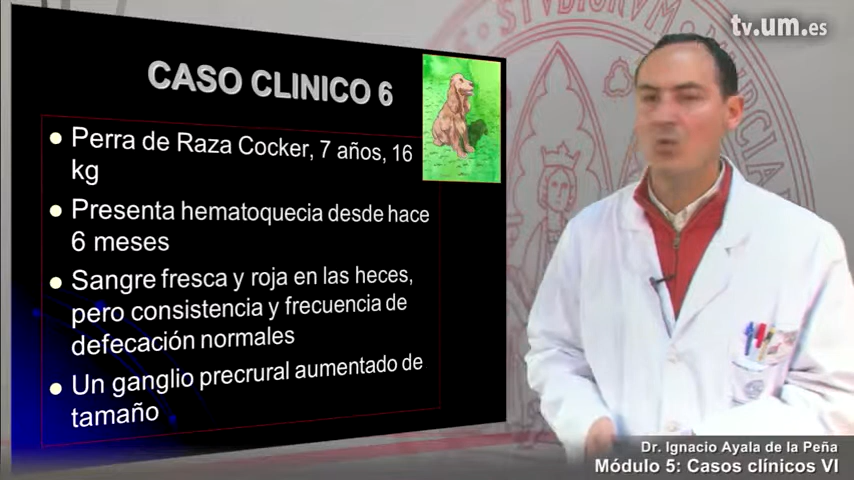 tv.um.es
STVDIORVM
CASO CLINICO 6
Perra de Raza Cocker, 7 años, 16
kg
Presenta hematoquecia desde hace
6 meses
Sangre fresca y roja en las heces,
pero consistencia y frecuencia de
defecación normales
Un ganglio precrural aumentado de
tamaño
Dr. Ignacio Ayala de la Peña
Módulo 5: Casos clínicos VI